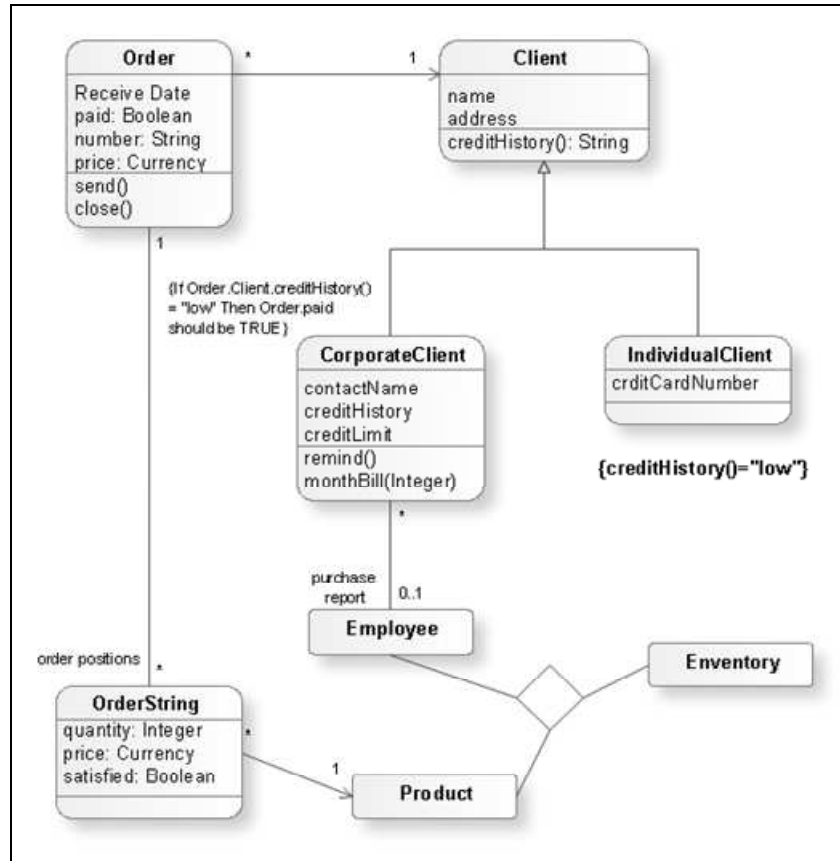 Order
Receive Date
paid: Boolean
number: String
price: Currency
send()
close()
*
1
Client
name
address
creditHistory(): String
1
{If Order.Client.creditHistory()
= "low" Then Order.paid
should be TRUE}
CorporateClient
contactName
creditHistory
creditLimit
remind()
monthBill(Integer)
IndividualClient
crditCardNumber
{creditHistory()="low"}
*
purchase
report
0..1
Employee
Enventory
order positions
*
OrderString
quantity: Integer
price: Currency
satisfied: Boolean
*
1
Product